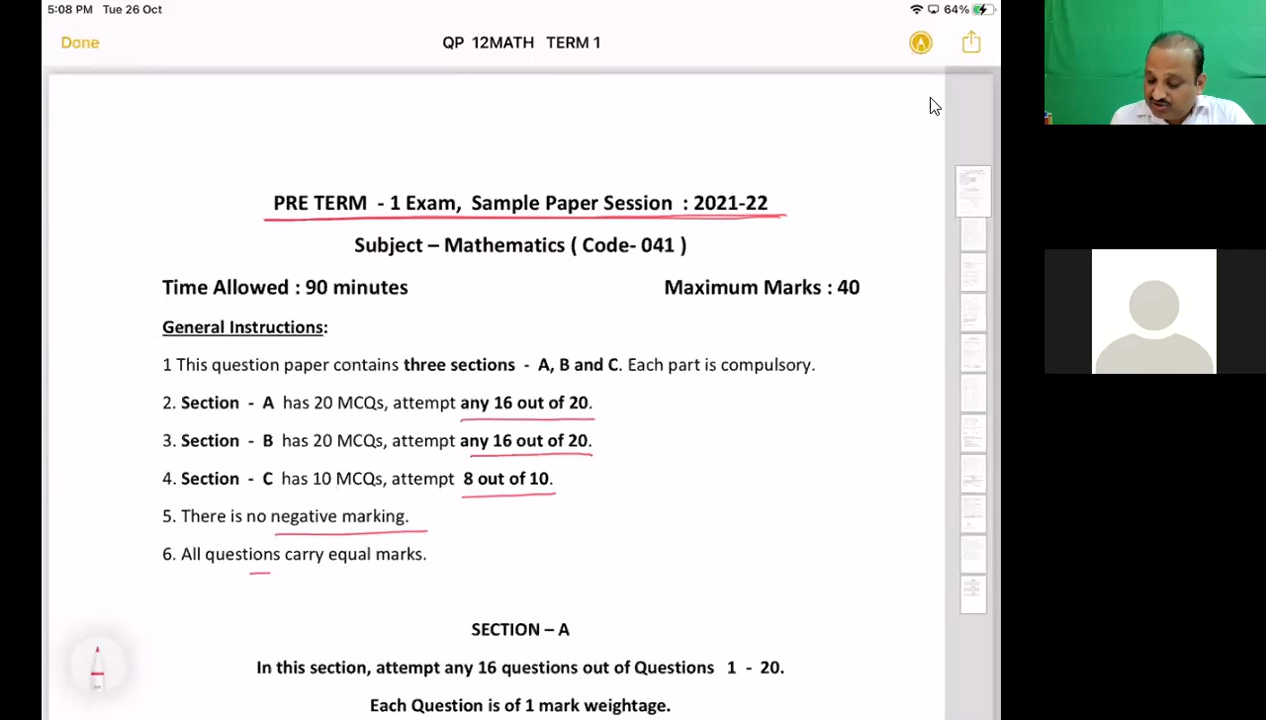 5:08 PM Tue 26 Oct
64%
Done
QP 12MATH TERM 1
PRE TERM - 1 Exam, Sample Paper Session : 2021-22
Subject – Mathematics ( Code- 041 )
Time Allowed : 90 minutes Maximum Marks : 40
General Instructions:
1 This question paper contains three sections - A, B and C. Each part is compulsory.
2. Section - A has 20 MCQs, attempt any 16 out of 20.
3. Section - B has 20 MCQs, attempt any 16 out of 20.
4. Section - C has 10 MCQs, attempt 8 out of 10.
5. There is no negative marking.
6. All questions carry equal marks.
SECTION – A
In this section, attempt any 16 questions out of Questions 1 - 20.
Each Question is of 1 mark weightage.